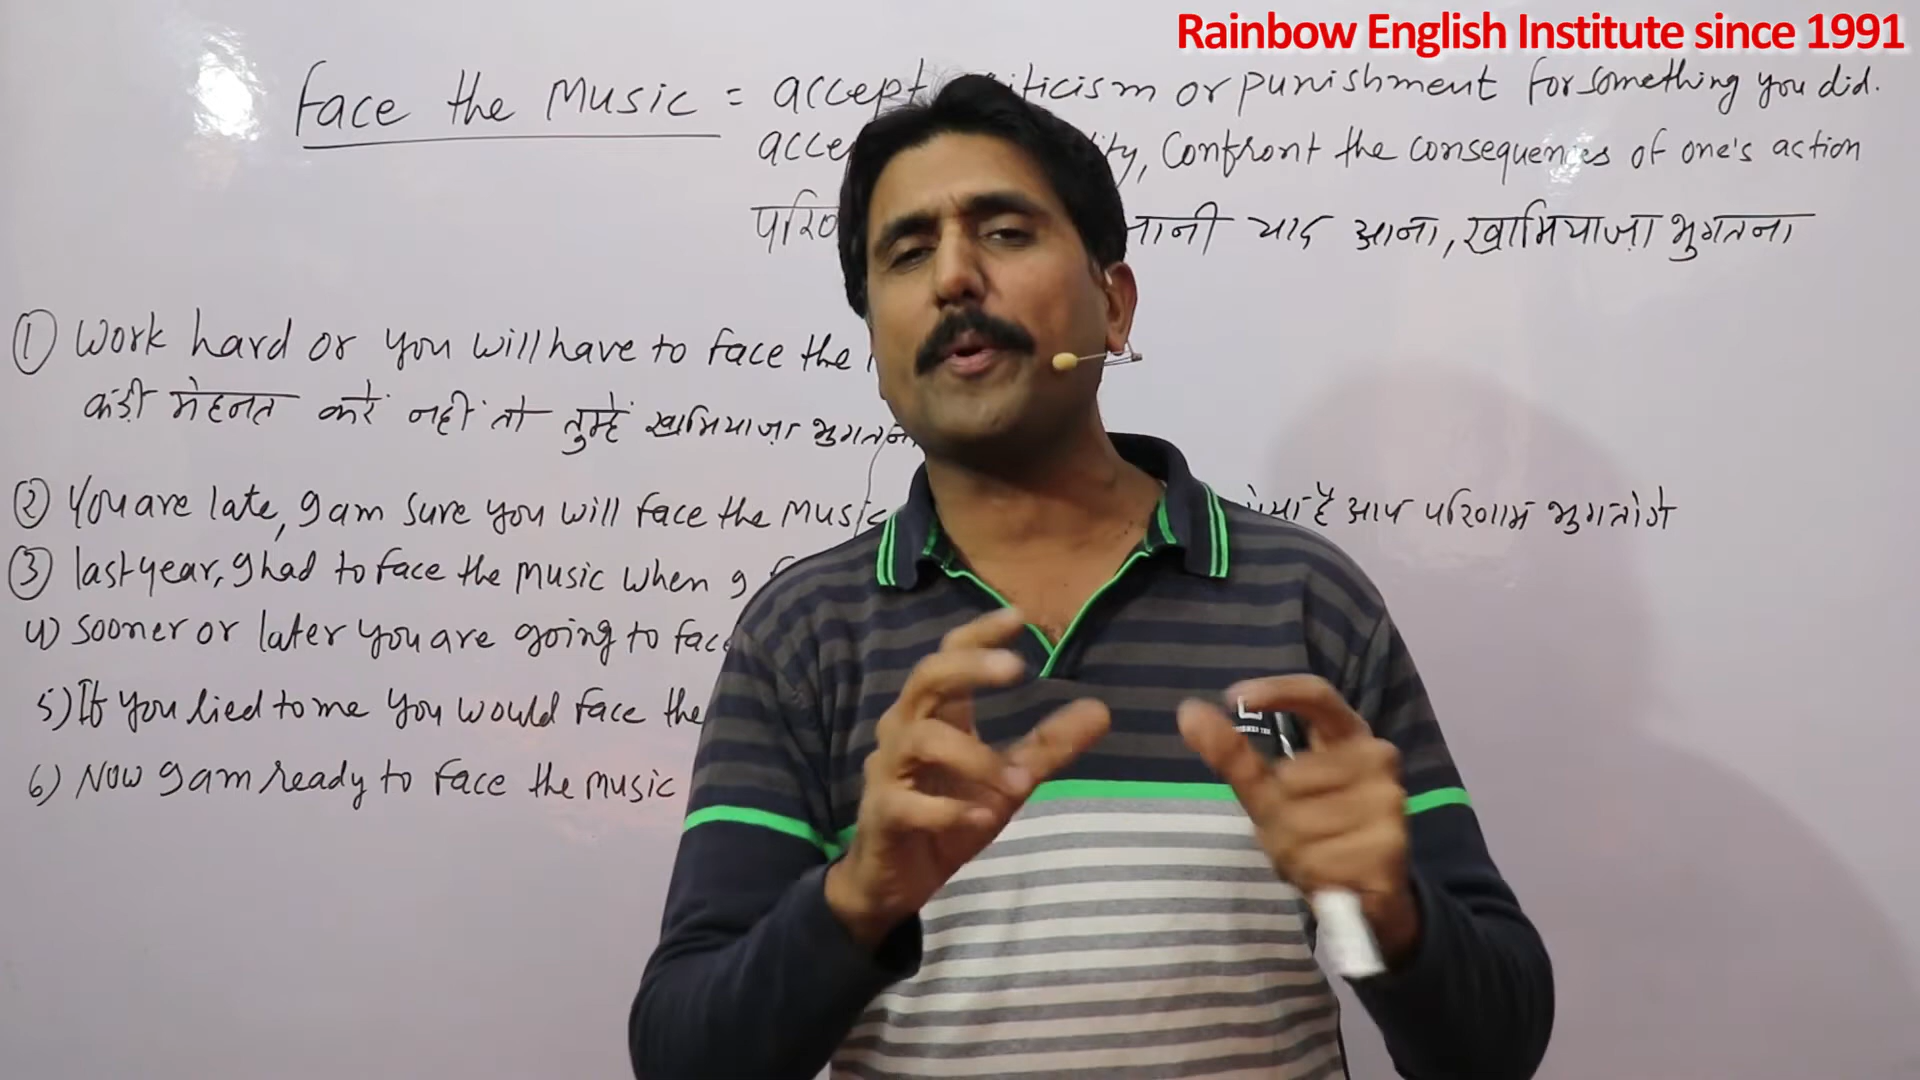 Rainbow English Institute since 1991
Face the Music = accept criticism or punishment for something you did.
Confront the consequences of one's action
याद आना, खामियाज़ा भुगतना
① Work hard or you will have to face the
कड़ी मेहनत करें नहीं तो तुम्हें खामियाज़ा
② You are late, I am sure you will face the Music है आप परिणाम भुगतोगे
③ last year, I had to face the Music when I
4) Sooner or later you are going to face
5) If you lied to me you would face the
6) Now I am ready to face the music